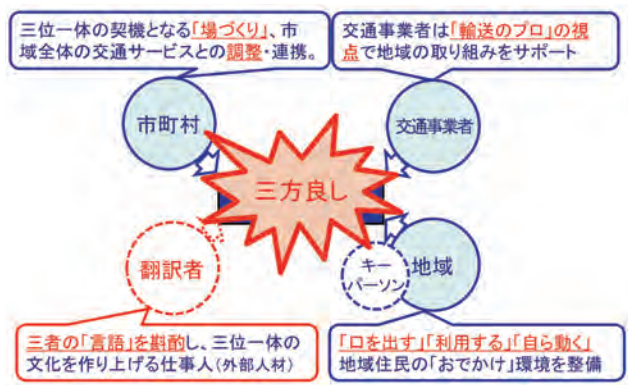 三位一体の契機となる「場づくり」、市
域全体の交通サービスとの調整・連携。
交通事業者は「輸送のプロ」の視
点で地域の取り組みをサポート
市町村
交通事業者
三方良し
翻訳者
キー
パーソン
地域
三者の「言語」を斟酌し、三位一体の
文化を作り上げる仕事人(外部人材)
「口を出す」「利用する」「自ら動く」
地域住民の「おでかけ」環境を整備